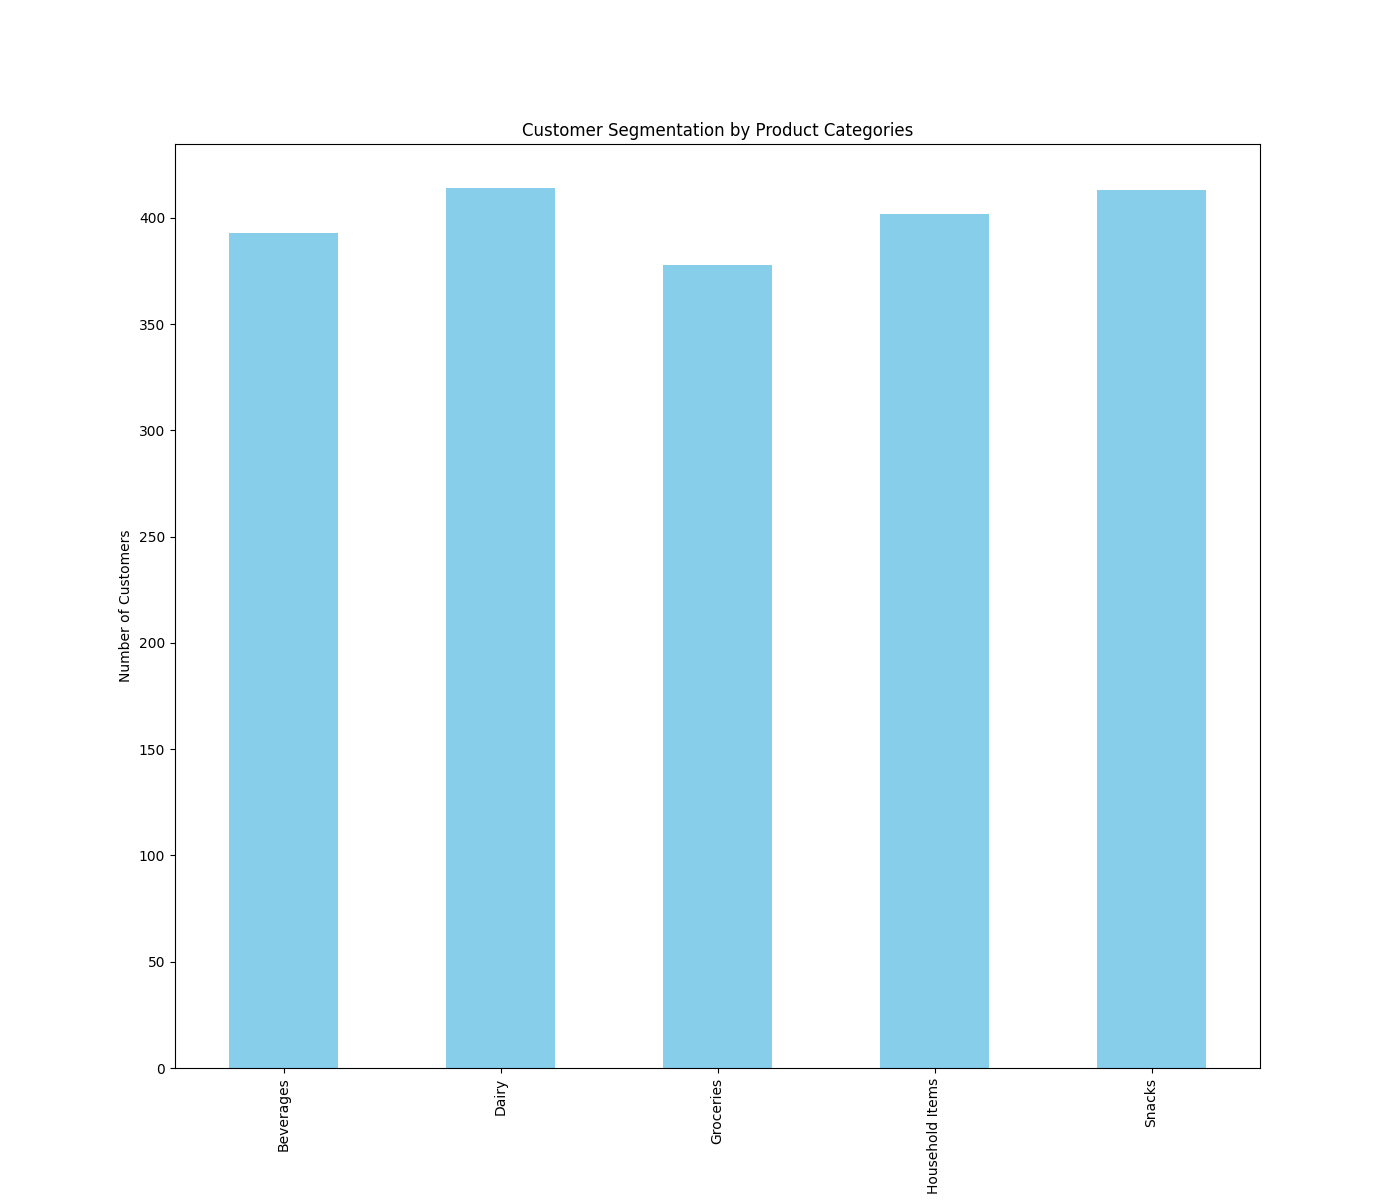 Customer Segmentation by Product Categories
Number of Customers
400
350
300
250
200
150
100
50
0
Beverages
Dairy
Groceries
Household Items
Snacks